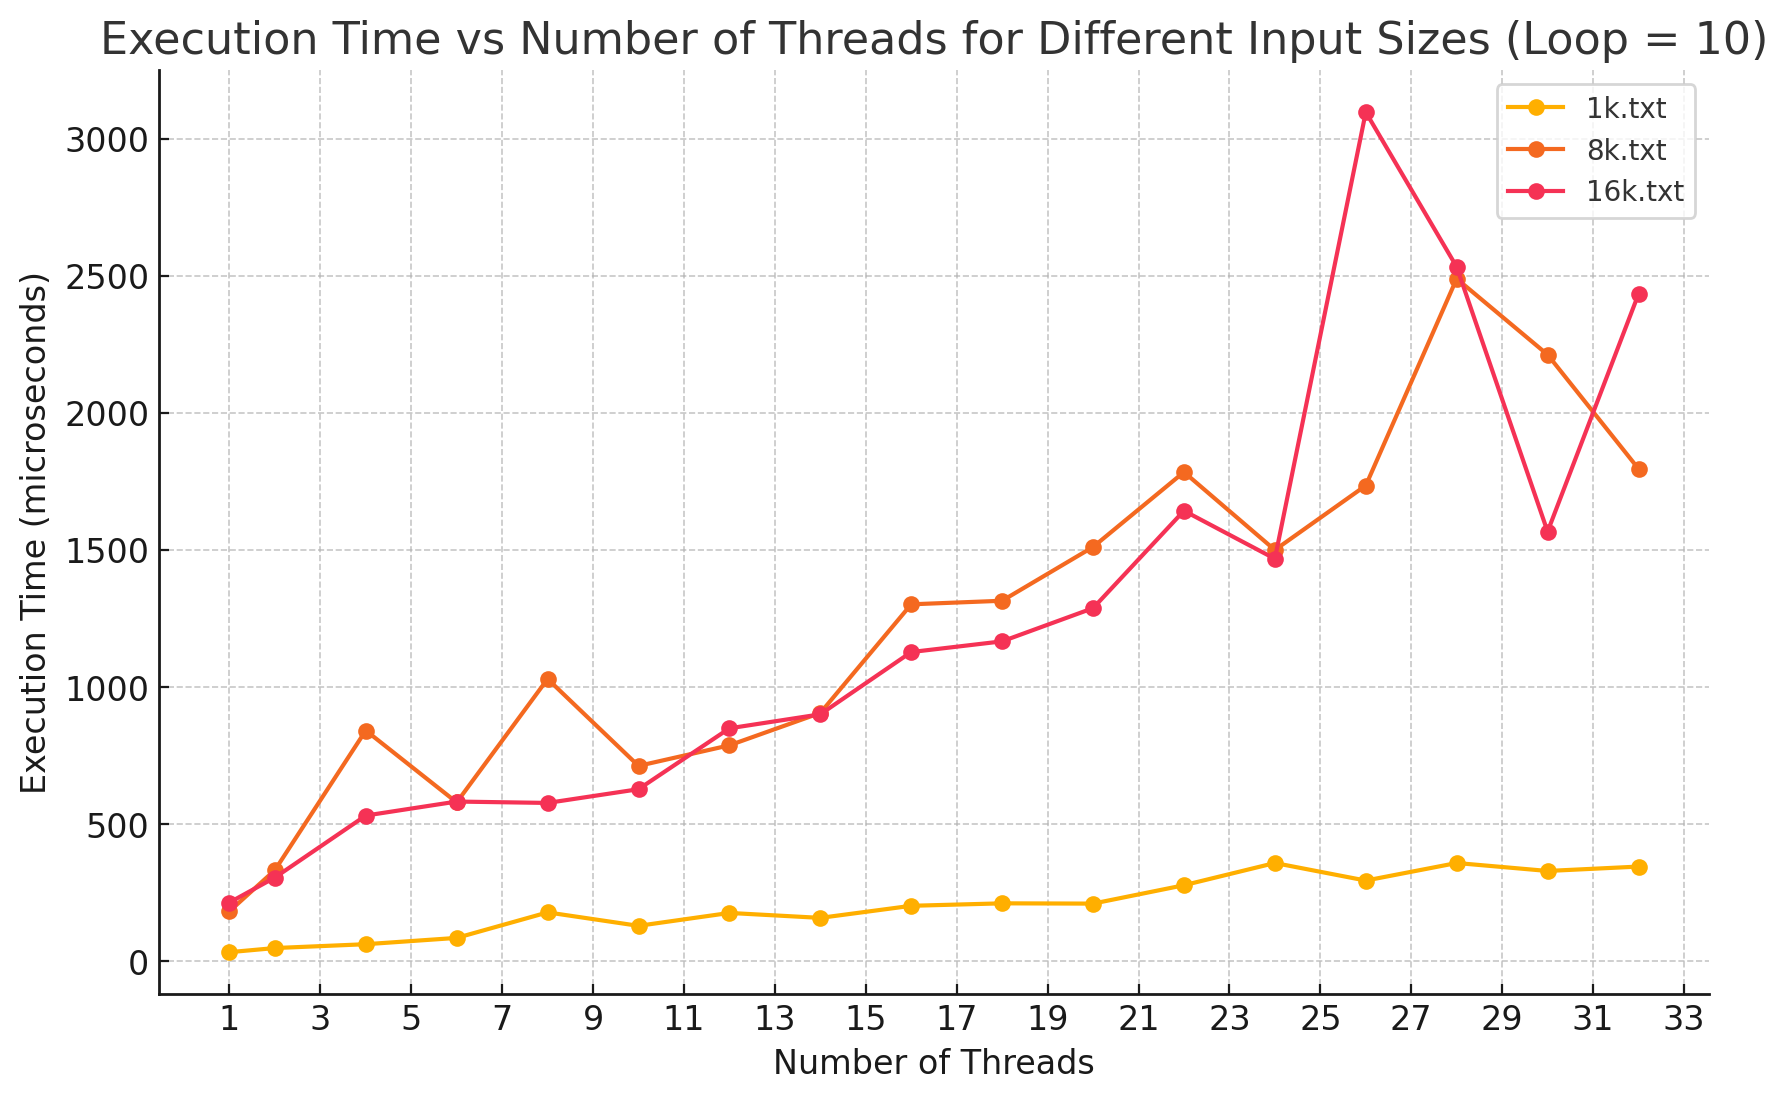 Execution Time vs Number of Threads for Different Input Sizes (Loop = 10)
1k.txt
8k.txt
16k.txt
Execution Time (microseconds)
3000
2500
2000
1500
1000
500
0
1 3 5 7 9 11 13 15 17 19 21 23 25 27 29 31 33
Number of Threads